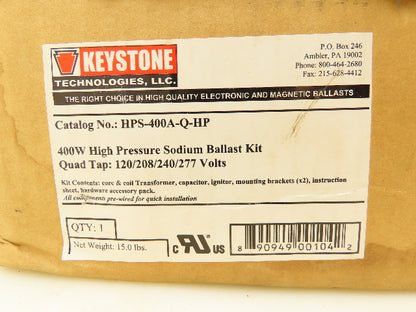 KEYSTONE
TECHNOLOGIES, LLC.
P.O. Box 246
Ambler, PA 19002
Phone: 800-464-2680
Fax: 215-628-4412
THE RIGHT CHOICE IN HIGH QUALITY ELECTRONIC AND MAGNETIC BALLASTS
Catalog No.: HPS-400A-Q-HP
400W High Pressure Sodium Ballast Kit
Quad Tap: 120/208/240/277 Volts
Kit Contents: core & coil Transformer, capacitor, ignitor, mounting brackets (x2), instruction
sheet, hardware accessory pack.
All components pre-wired for quick installation
QTY: 1
Net Weight: 15.0 lbs.
c UR US
8 90949 00104 2